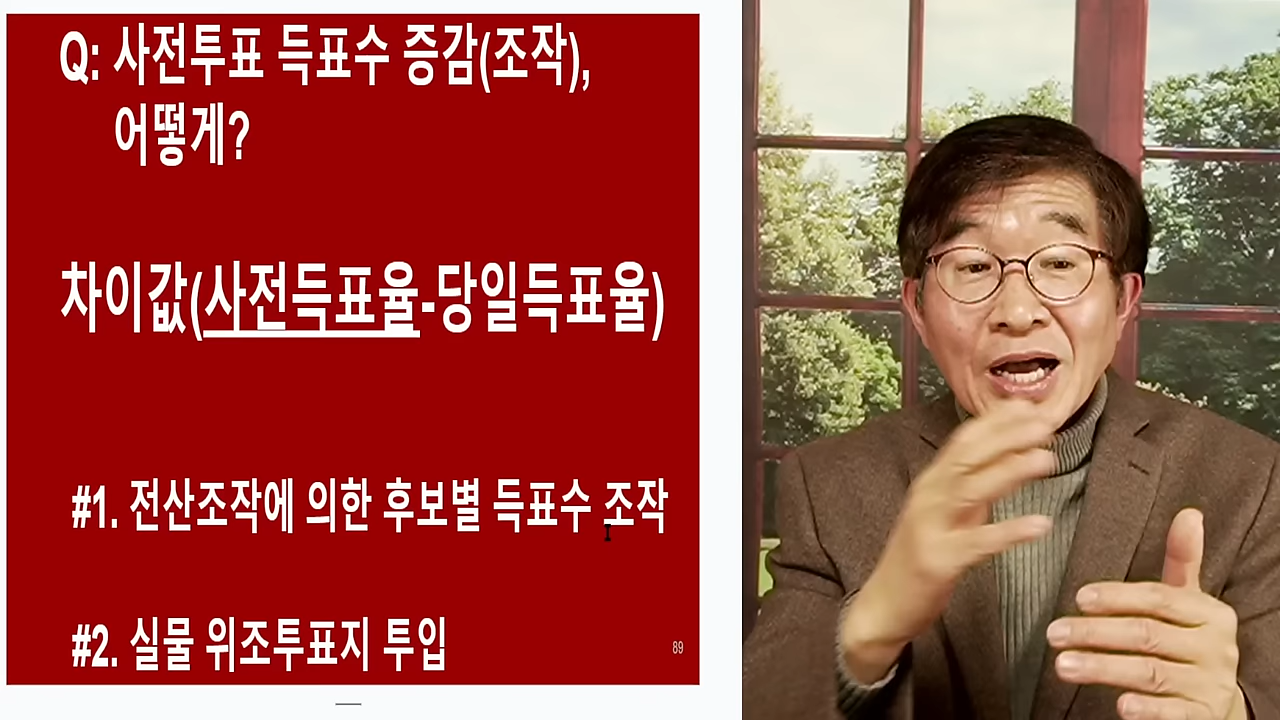 Q: 사전투표 득표수 증감(조작),
어떻게?
차이값(사전득표율-당일득표율)
#1. 전산조작에 의한 후보별 득표수 조작
#2. 실물 위조투표지 투입
89